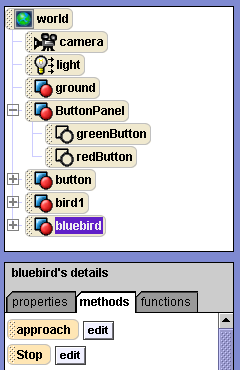 world
camera
light
ground
ButtonPanel
greenButton
redButton
button
bird1
bluebird
bluebird's details
properties methods functions
approach edit
Stop edit